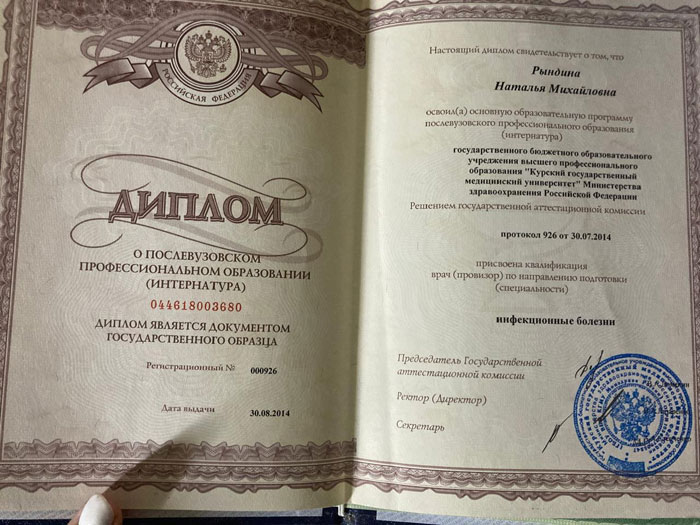 РОССИЙСКАЯ ФЕДЕРАЦИЯ
ДИПЛОМ
О ПОСЛЕВУЗОВСКОМ
ПРОФЕССИОНАЛЬНОМ ОБРАЗОВАНИИ
(ИНТЕРНАТУРА)
044618003680
ДИПЛОМ ЯВЛЯЕТСЯ ДОКУМЕНТОМ
ГОСУДАРСТВЕННОГО ОБРАЗЦА
Регистрационный № 000926
Дата выдачи 30.08.2014
Настоящий диплом свидетельствует о том, что
Рындина
Наталья Михайловна
освоил(а) основную образовательную программу
послевузовского профессионального образования
(интернатура)
государственного бюджетного образовательного
учреждения высшего профессионального
образования "Курский государственный
медицинский университет" Министерства
здравоохранения Российской Федерации
Решением государственной аттестационной комиссии
протокол 926 от 30.07.2014
присвоена квалификация
врач (провизор) по направлению подготовки
(специальности)
инфекционные болезни
Председатель Государственной
аттестационной комиссии
Ректор (Директор)
Секретарь